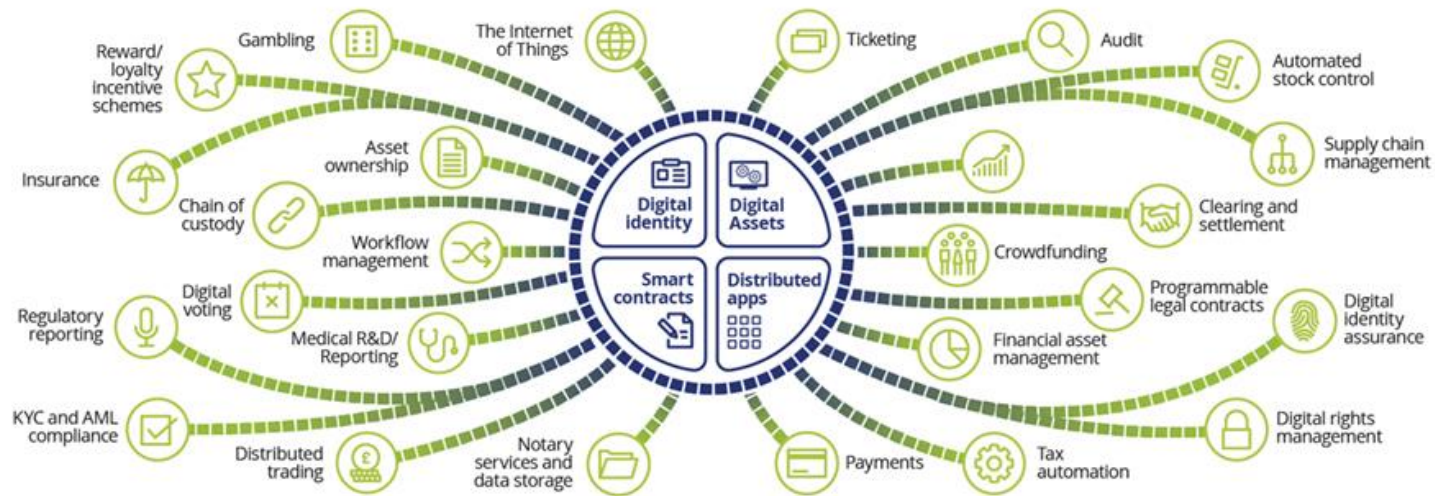 Gambling
The Internet
of Things
Ticketing
Audit
Reward/
loyalty
incentive
schemes
Automated
stock control
Asset
ownership
Supply chain
management
Insurance
Digital
identity
Digital
Assets
Chain of
custody
Clearing and
settlement
Workflow
management
Crowdfunding
Smart
contracts
Distributed
apps
Digital
voting
Programmable
legal contracts
Digital
identity
assurance
Regulatory
reporting
Medical R&D/
Reporting
Financial asset
management
KYC and AML
compliance
Digital rights
management
Distributed
trading
£
Notary
services and
data storage
Payments
Tax
automation